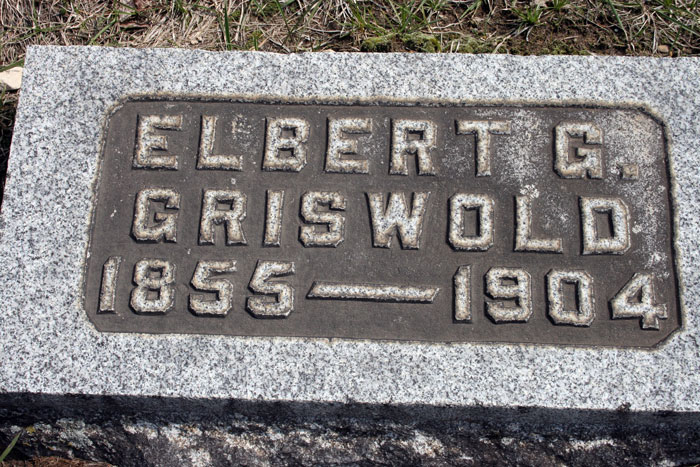 ELBERT G.
GRISWOLD
1855 — 1904